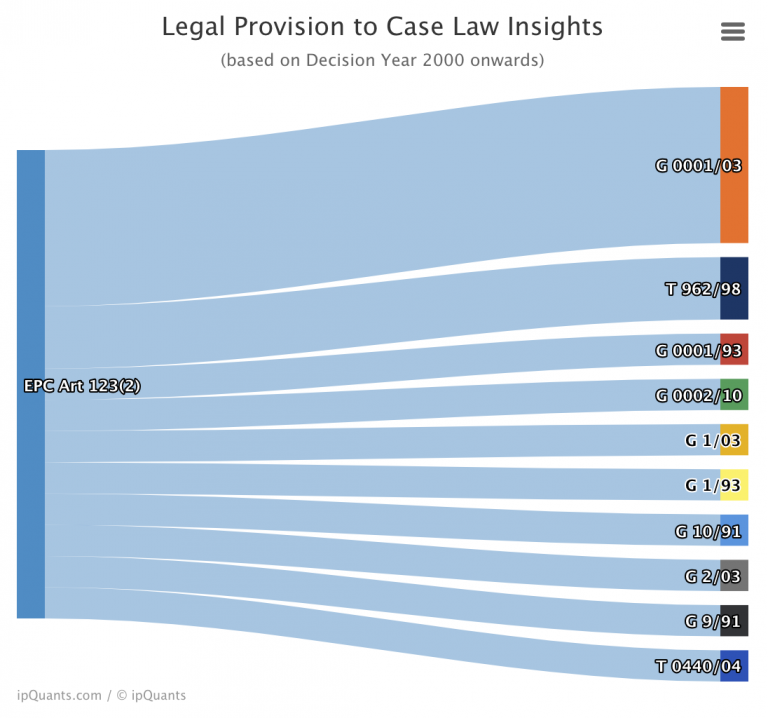 Legal Provision to Case Law Insights
(based on Decision Year 2000 onwards)
G 0001/03
T 962/98
G 0001/93
EPC Art 123(2)
G 0002/10
G 1/03
G 1/93
G 10/91
G 2/03
G 9/91
T 0440/04
ipQuants.com / © ipQuants